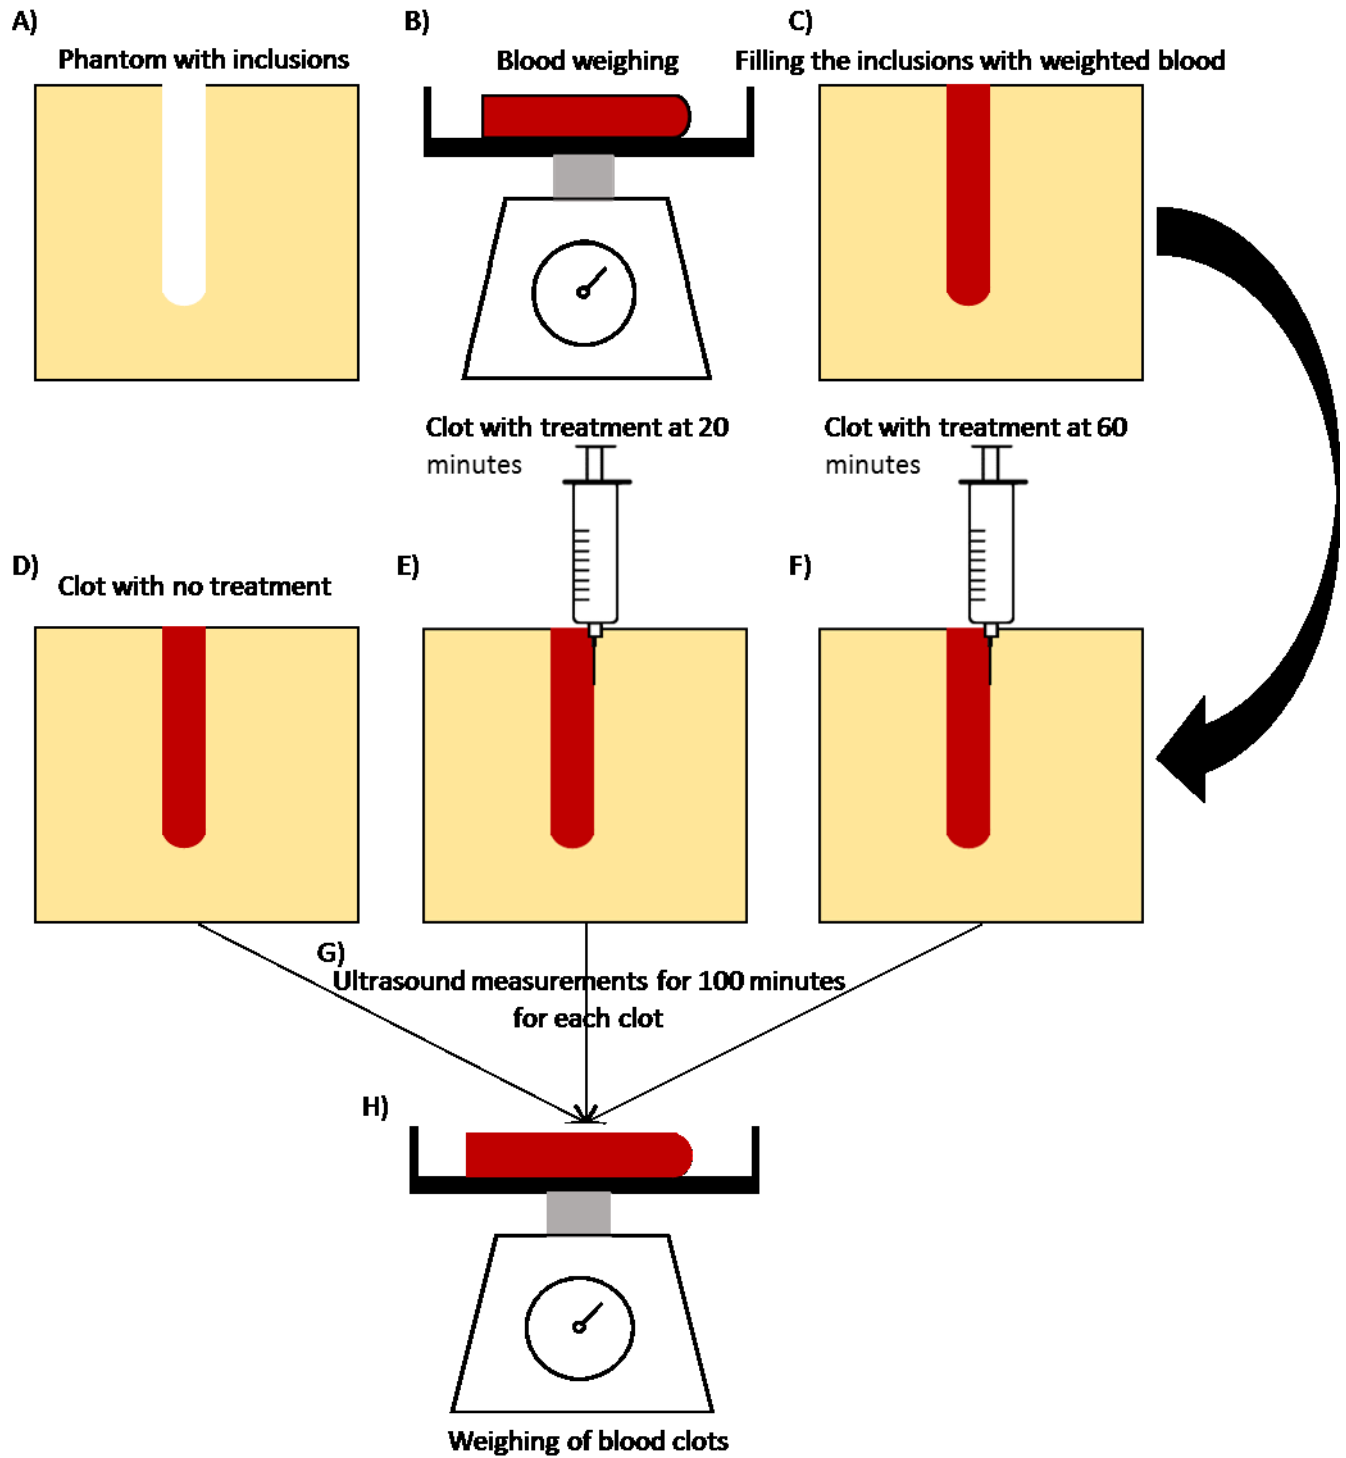 A)
Phantom with inclusions
B)
Blood weighing
C)
Filling the inclusions with weighted blood
D)
Clot with no treatment
E)
Clot with treatment at 20
minutes
F)
Clot with treatment at 60
minutes
G)
Ultrasound measurements for 100 minutes
for each clot
H)
Weighing of blood clots